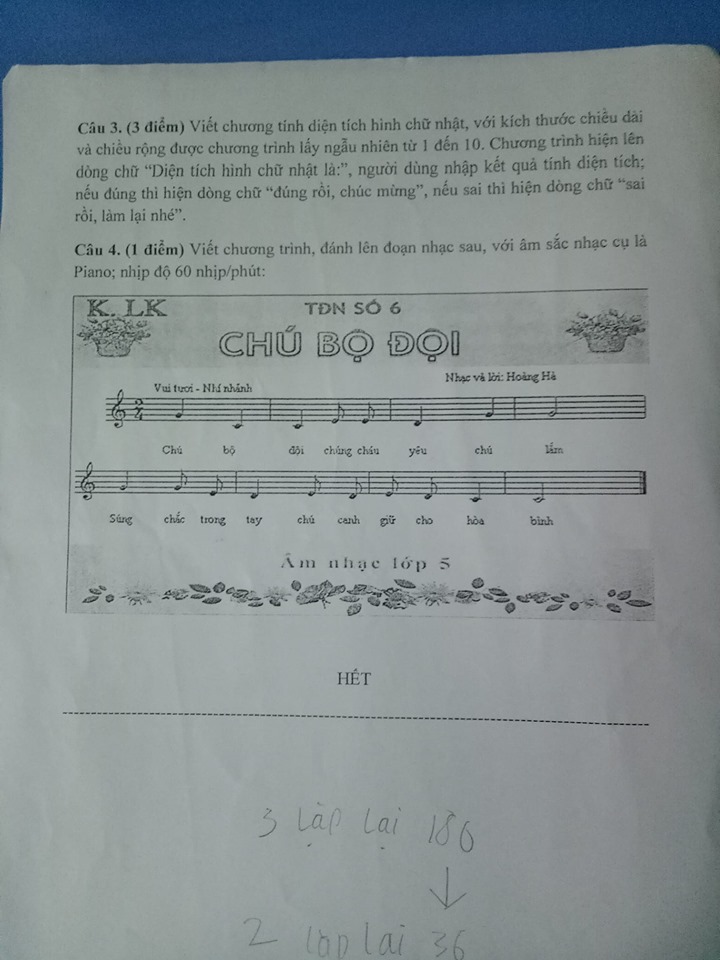 Câu 3. (3 điểm) Viết chương tính diện tích hình chữ nhật, với kích thước chiều dài
và chiều rộng được chương trình lấy ngẫu nhiên từ 1 đến 10. Chương trình hiện lên
dòng chữ “Diện tích hình chữ nhật là:”, người dùng nhập kết quả tính diện tích;
nếu đúng thì hiện dòng chữ “đúng rồi, chúc mừng”, nếu sai thì hiện dòng chữ “sai
rồi, làm lại nhé”.
Câu 4. (1 điểm) Viết chương trình, đánh lên đoạn nhạc sau, với âm sắc nhạc cụ là
Piano; nhịp độ 60 nhịp/phút:
K. LK
TĐN SỐ 6
CHÚ BỘ ĐỘI
Nhạc và lời: Hoàng Hà
Vui tươi - Nhí nhảnh
2
4
Chú bộ đội chúng cháu yêu chú lắm
Súng chắc trong tay chú canh giữ cho hòa bình
Âm nhạc lớp 5
HẾT
3 lặp lại 180
2 lặp lại 36